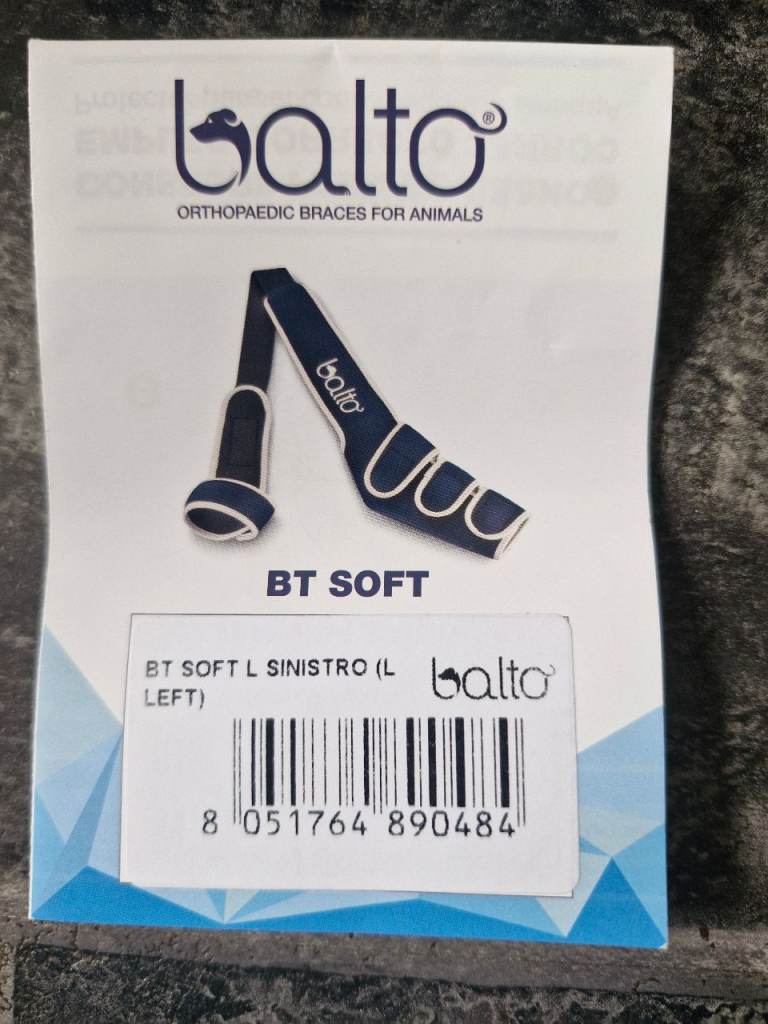 balto®
ORTHOPAEDIC BRACES FOR ANIMALS
balto
BT SOFT
BT SOFT L SINISTRO (L
LEFT)
balto
8 051764 890484